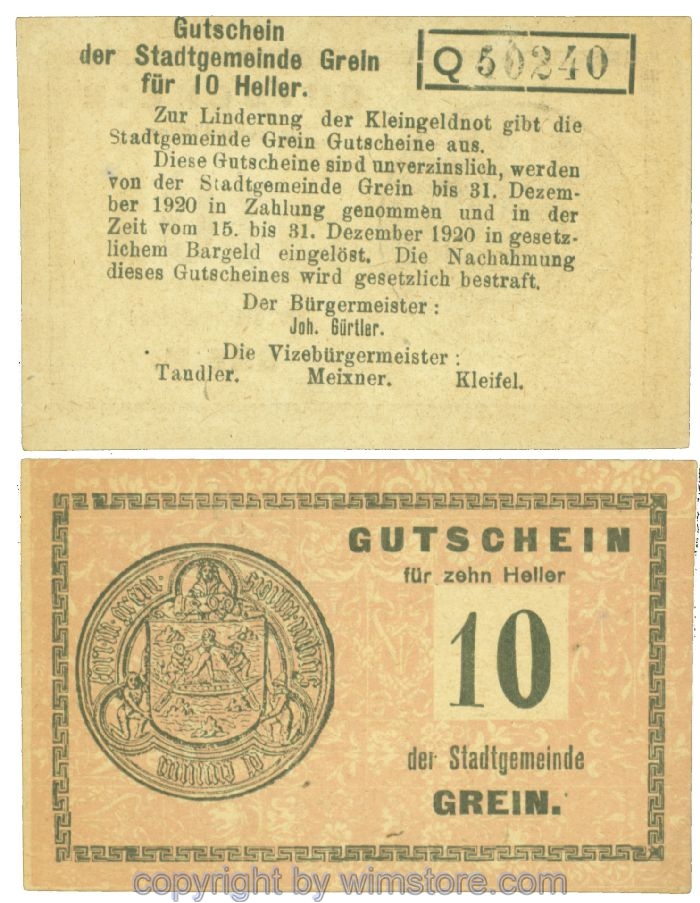 Gutschein
der Stadtgemeinde Grein
für 10 Heller.
Q 50240
Zur Linderung der Kleingeldnot gibt die
Stadtgemeinde Grein Gutscheine aus.
Diese Gutscheine sind unverzinslich, werden
von der Stadtgemeinde Grein bis 31. Dezem-
ber 1920 in Zahlung genommen und in der
Zeit vom 15. bis 31. Dezember 1920 in gesetz-
lichem Bargeld eingelöst. Die Nachahmung
dieses Gutscheines wird gesetzlich bestraft.
Der Bürgermeister:
Joh. Gürtler.
Die Vizebürgermeister:
Tandler. Meixner. Kleifel.
GUTSCHEIN
für zehn Heller
10
der Stadtgemeinde
GREIN.
copyright by wimstore.com